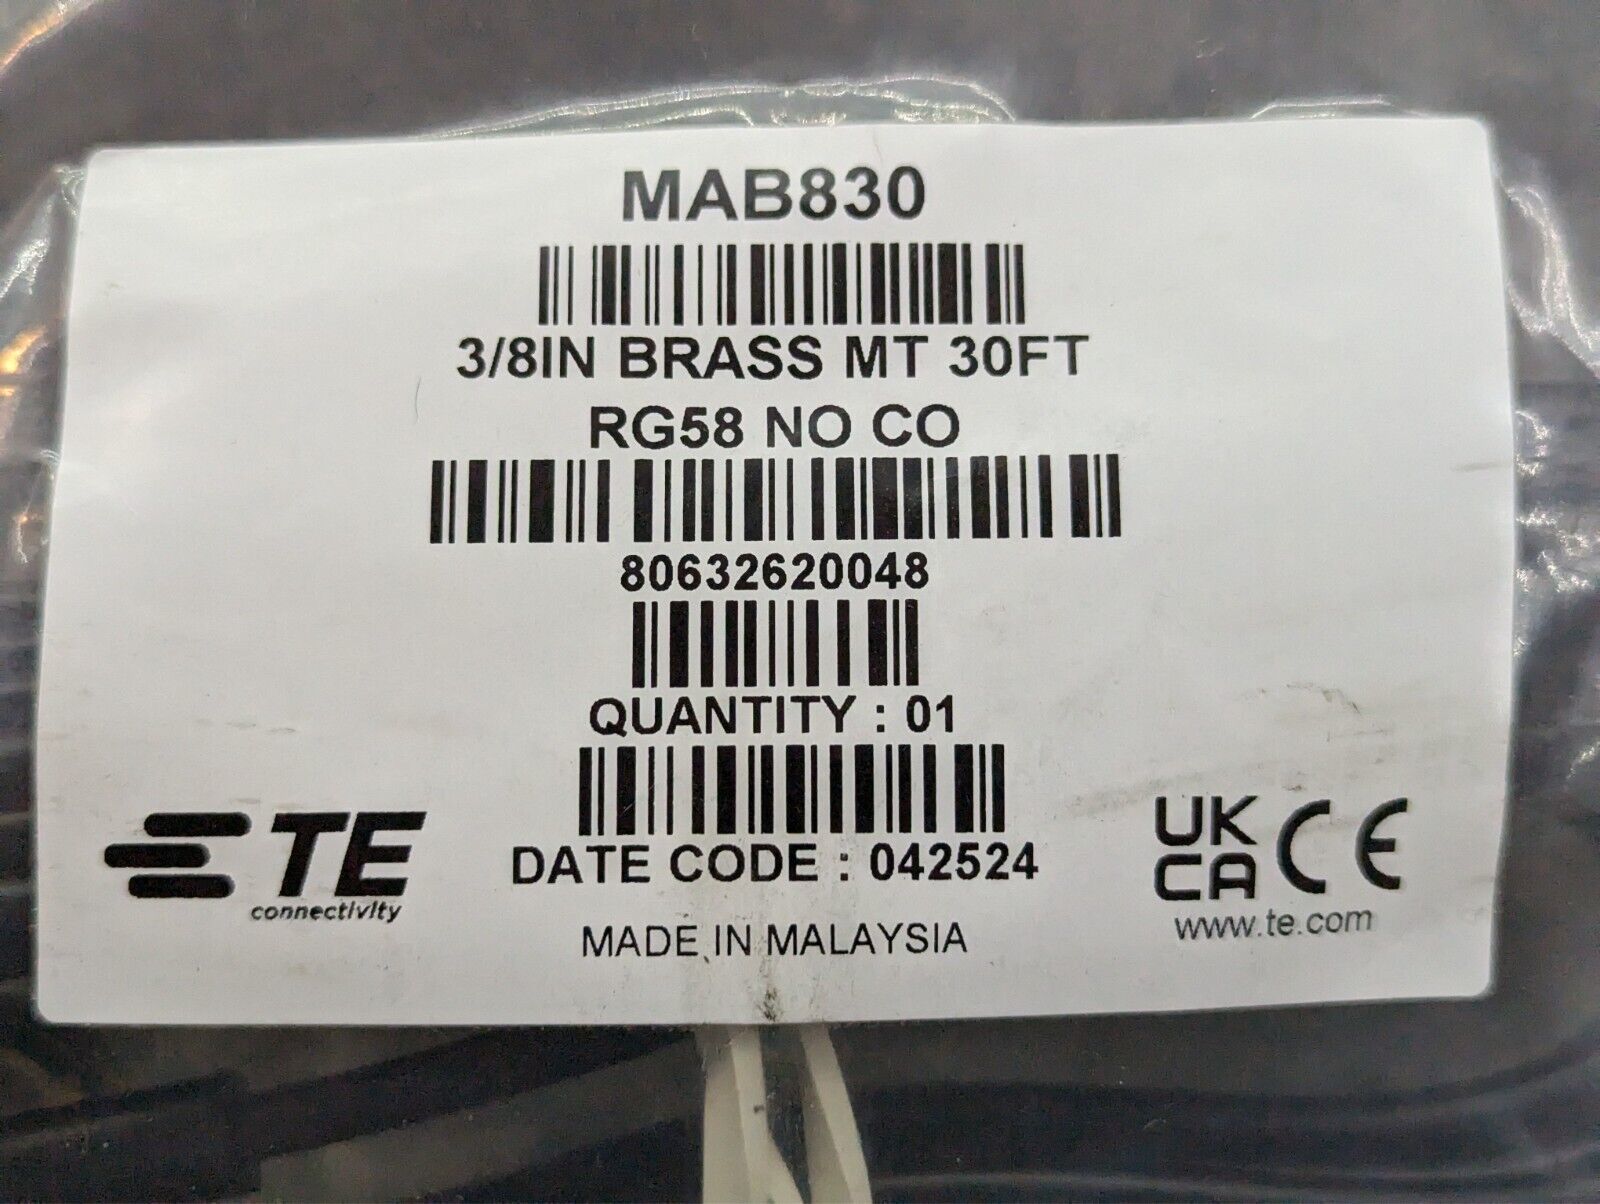 MAB830
3/8IN BRASS MT 30FT
RG58 NO CO
80632620048
QUANTITY : 01
DATE CODE : 042524
MADE IN MALAYSIA
TE
connectivity
UK
CA CE
www.te.com